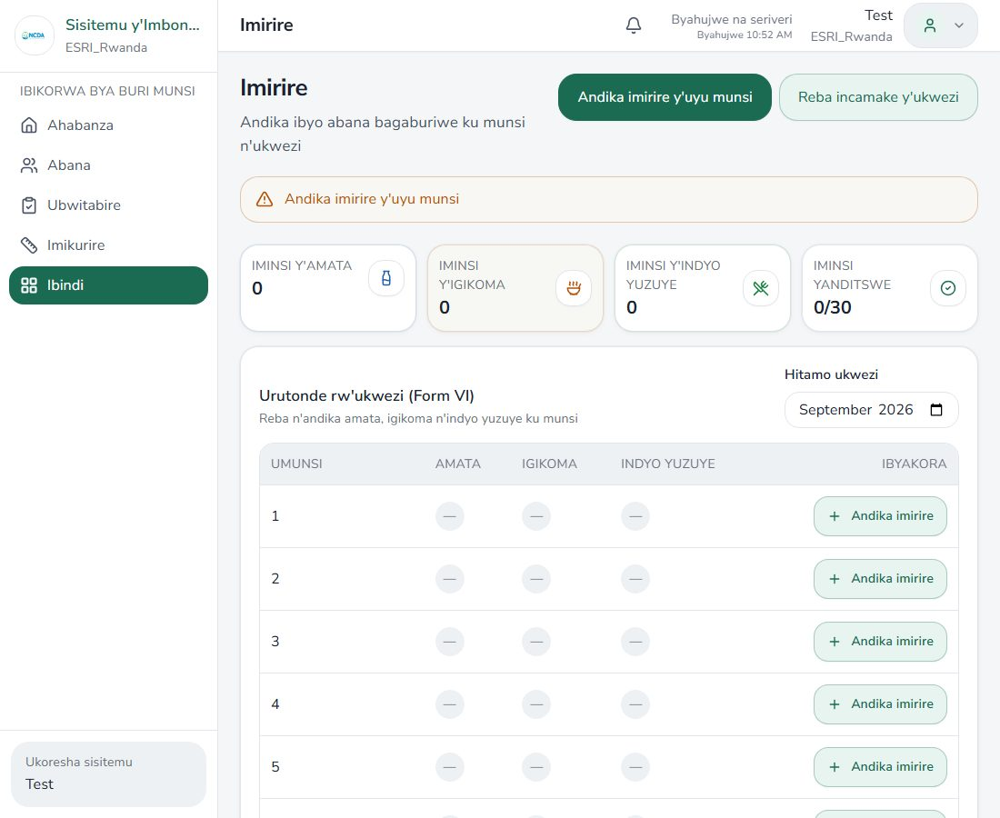 NCDA
Sisitemu y'Imbon...
ESRI_Rwanda
IBIKORWA BYA BURI MUNSI
Ahabanza
Abana
Ubwitabire
Imikurire
Ibindi
Ukoresha sisitemu
Test
Imirire
Byahujwe na seriveri
Byahujwe 10:52 AM
Test
ESRI_Rwanda
Imirire
Andika ibyo abana bagaburiwe ku munsi
n'ukwezi
Andika imirire y'uyu munsi
Reba incamake y'ukwezi
Andika imirire y'uyu munsi
IMINSI Y'AMATA
0
IMINSI
Y'IGIKOMA
0
IMINSI Y'INDYO
YUZUYE
0
IMINSI
YANDITSWE
0/30
Urutonde rw'ukwezi (Form VI)
Reba n'andika amata, igikoma n'indyo yuzuye ku munsi
Hitamo ukwezi
September 2026
UMUNSI AMATA IGIKOMA INDYO YUZUYE IBYAKORA
1 — — — + Andika imirire
2 — — — + Andika imirire
3 — — — + Andika imirire
4 — — — + Andika imirire
5 — — — + Andika imirire